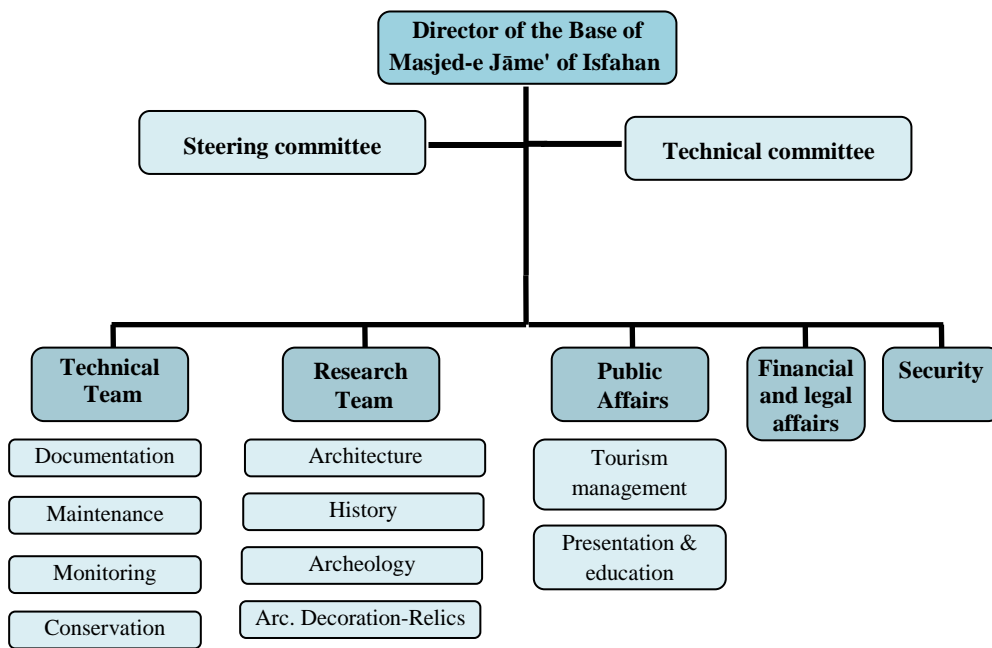 Director of the Base of
Masjed-e Jāme' of Isfahan
Steering committee
Technical committee
Technical
Team
Documentation
Maintenance
Monitoring
Conservation
Research
Team
Architecture
History
Archeology
Arc. Decoration-Relics
Public
Affairs
Tourism
management
Presentation &
education
Financial
and legal
affairs
Security